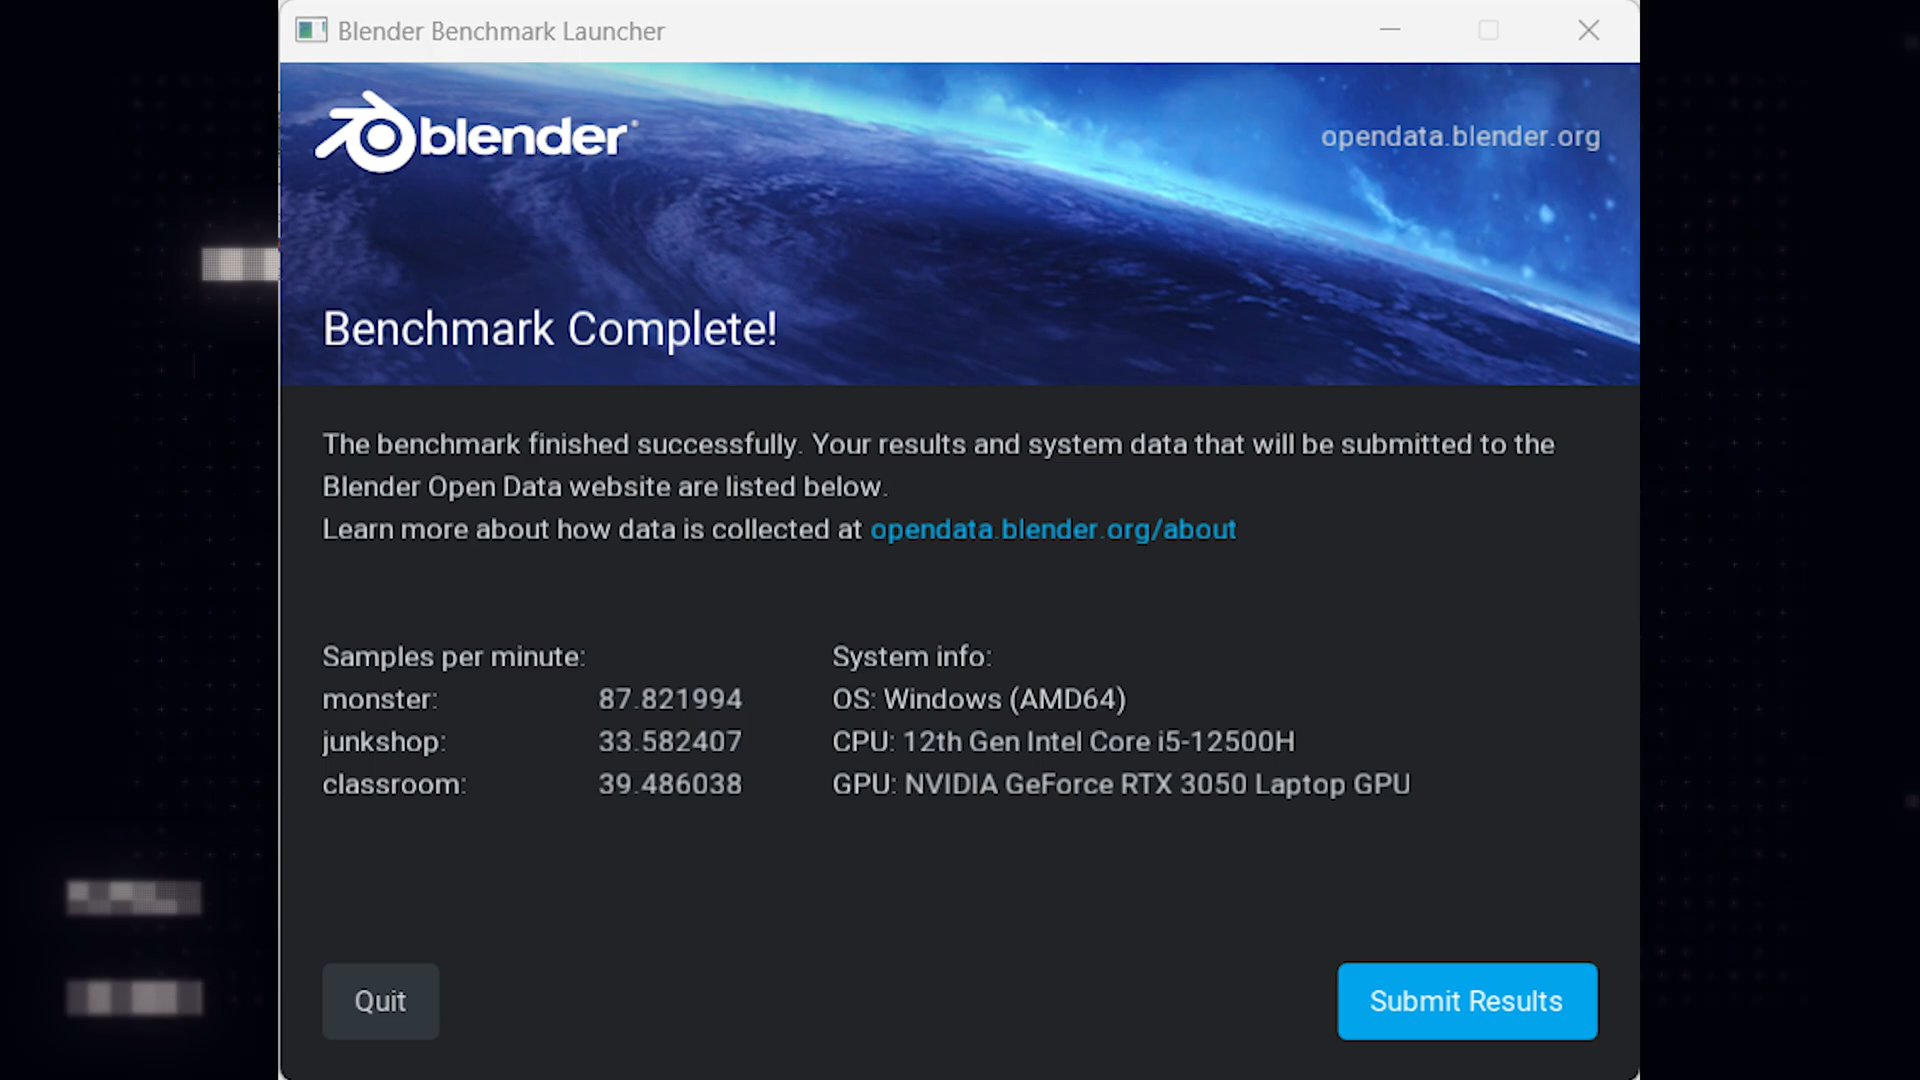 Blender Benchmark Launcher
blender
opendata.blender.org
Benchmark Complete!
The benchmark finished successfully. Your results and system data that will be submitted to the
Blender Open Data website are listed below.
Learn more about how data is collected at opendata.blender.org/about
Samples per minute:
monster: 87.821994
junkshop: 33.582407
classroom: 39.486038
System info:
OS: Windows (AMD64)
CPU: 12th Gen Intel Core i5-12500H
GPU: NVIDIA GeForce RTX 3050 Laptop GPU
Quit
Submit Results